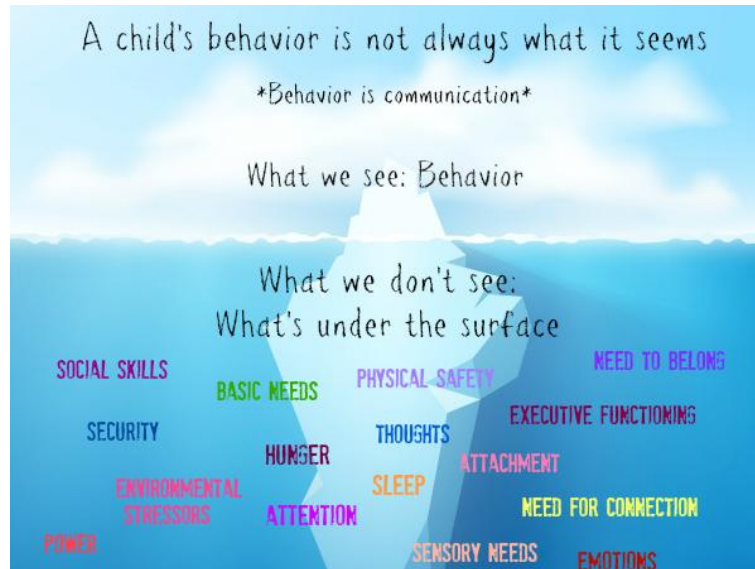 A child's behavior is not always what it seems
*Behavior is communication*
What we see: Behavior
What we don't see:
What's under the surface
NEED TO BELONG
SOCIAL SKILLS
PHYSICAL SAFETY
BASIC NEEDS
EXECUTIVE FUNCTIONING
SECURITY
THOUGHTS
HUNGER
ATTACHMENT
SLEEP
ENVIRONMENTAL
STRESSORS
ATTENTION
NEED FOR CONNECTION
POWER
SENSORY NEEDS
EMOTIONS